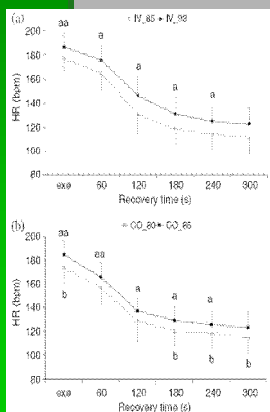 (a)
IV_85 IV_93
200
180
160
140
120
100
80
HR (bpm)
aa
a
a
a
a
exe 60 120 180 240 300
Recovery time (s)
(b)
CO_80 CO_85
200
180
160
140
120
100
80
HR (bpm)
aa
aa
a
a
a
b
b
b
b
exe 60 120 180 240 300
Recovery time (s)